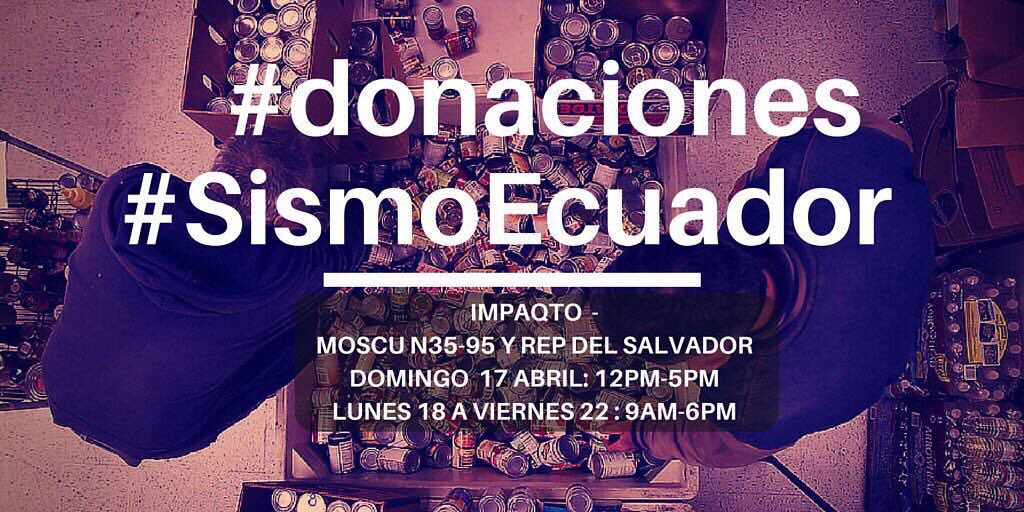 #donaciones
#SismoEcuador
IMPAQTO -
MOSCU N35-95 Y REP DEL SALVADOR
DOMINGO 17 ABRIL: 12PM-5PM
LUNES 18 A VIERNES 22 : 9AM-6PM